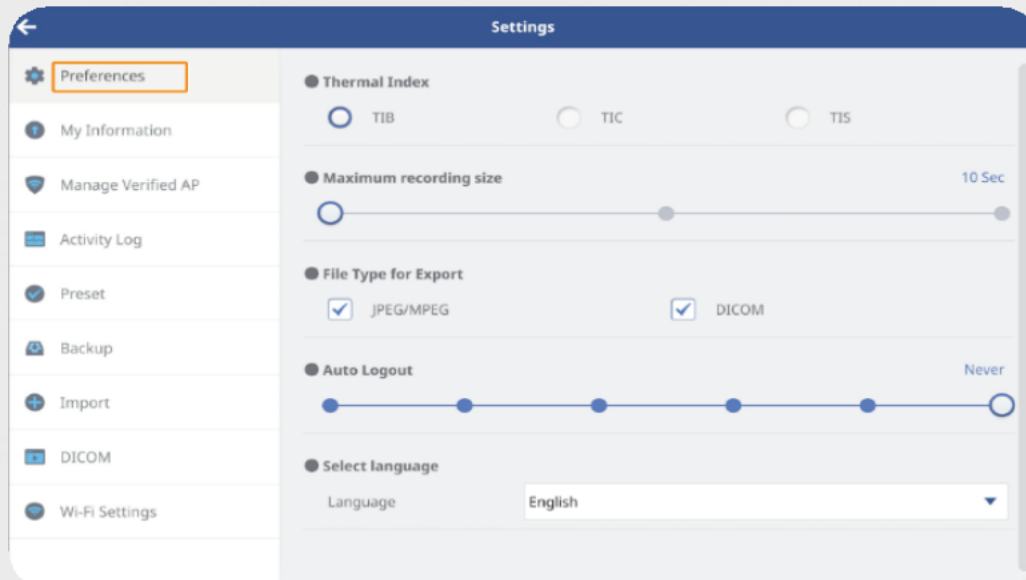 Settings
Preferences
My Information
Manage Verified AP
Activity Log
Preset
Backup
Import
DICOM
Wi-Fi Settings
Thermal Index
TIB TIC TIS
Maximum recording size 10 Sec
File Type for Export
JPEG/MPEG DICOM
Auto Logout Never
Select language
Language English